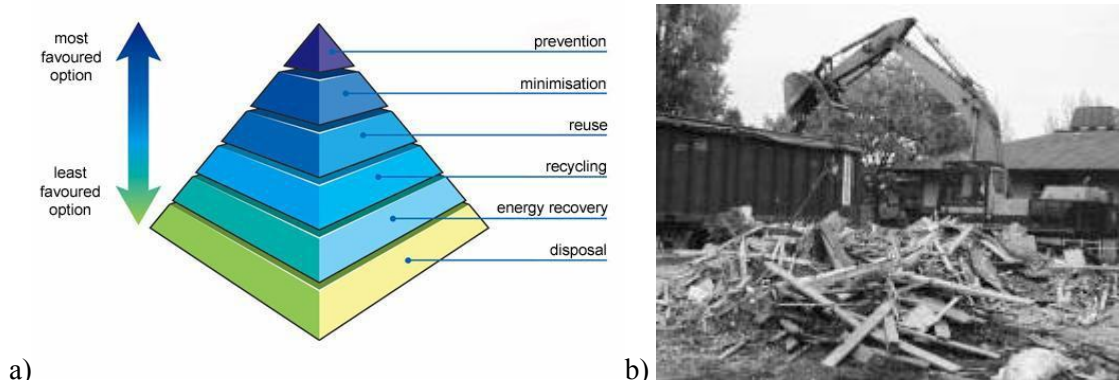 most
favoured
option
least
favoured
option
prevention
minimisation
reuse
recycling
energy recovery
disposal
a)
b)